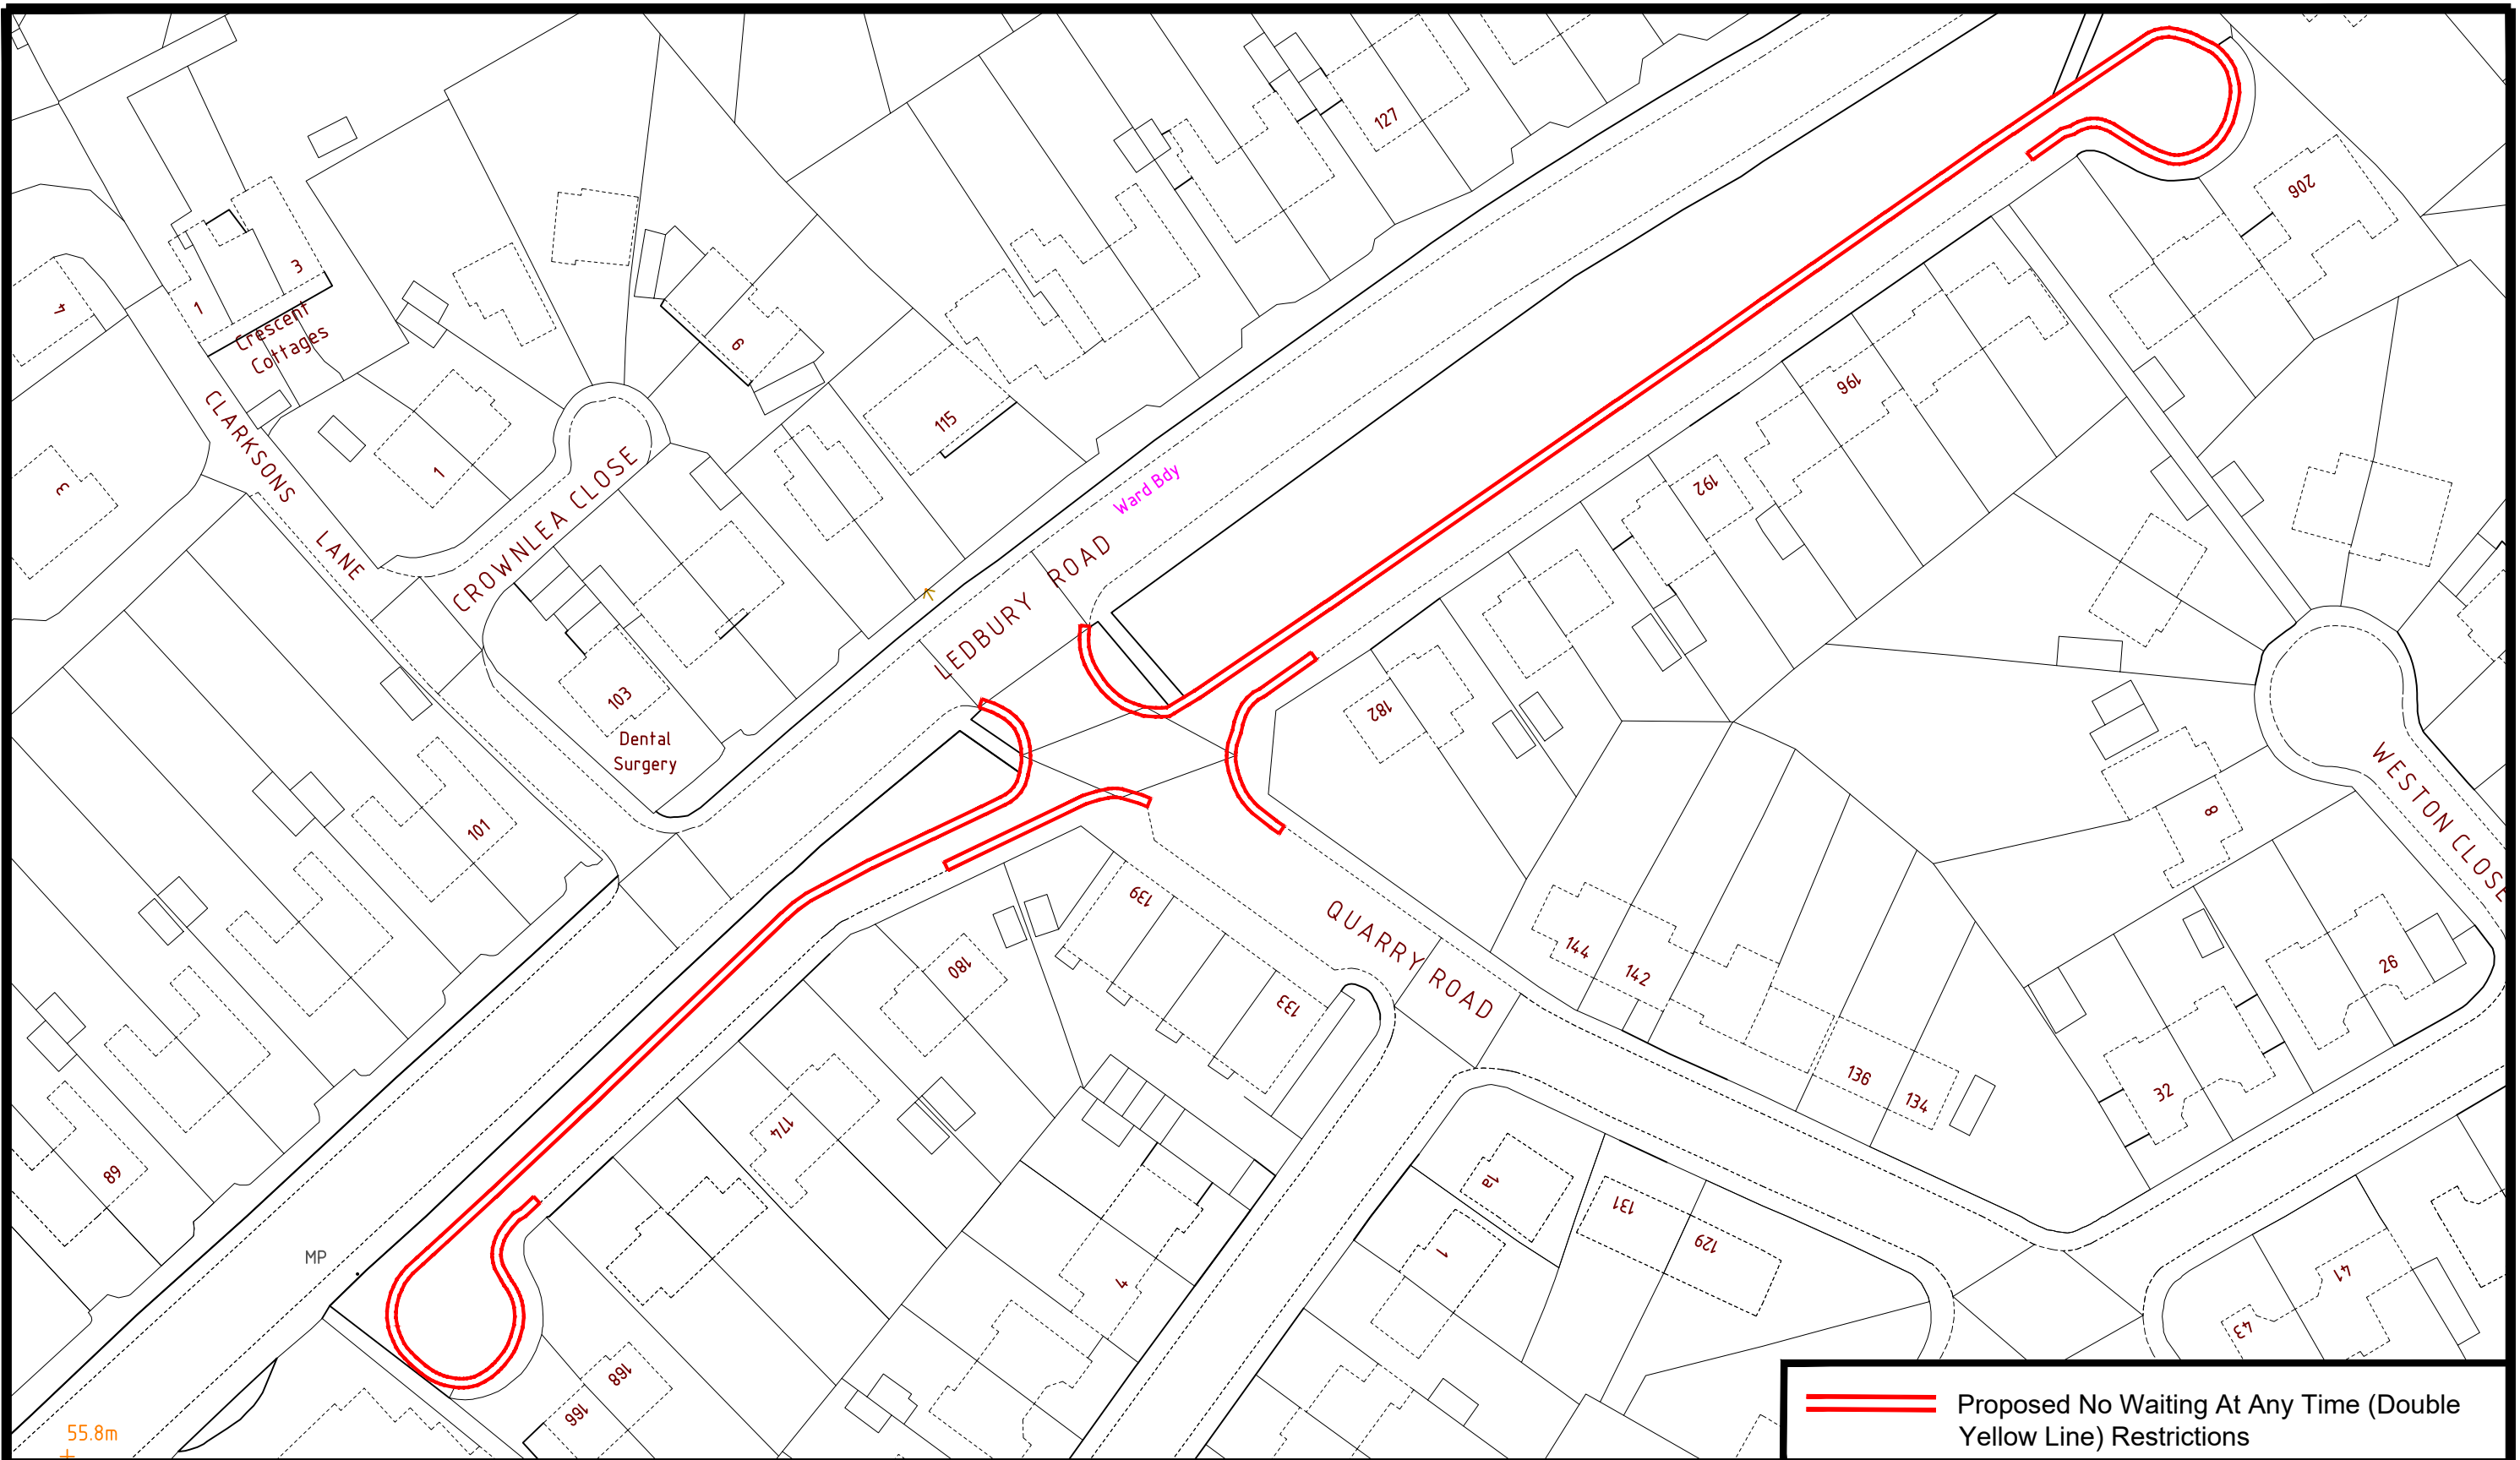 127
206
4
1
3
Crescent
Cottages
6
196
CLARKSONS
LANE
115
1
3
CROWNLEA CLOSE
Ward Bdy
192
LEDBURY ROAD
103
Dental
Surgery
182
WESTON CLOSE
8
101
139
QUARRY ROAD
144
142
180
133
26
136
134
32
174
89
1a
131
129
1
4
41
43
MP
168
166
55.8m
Proposed No Waiting At Any Time (Double
Yellow Line) Restrictions